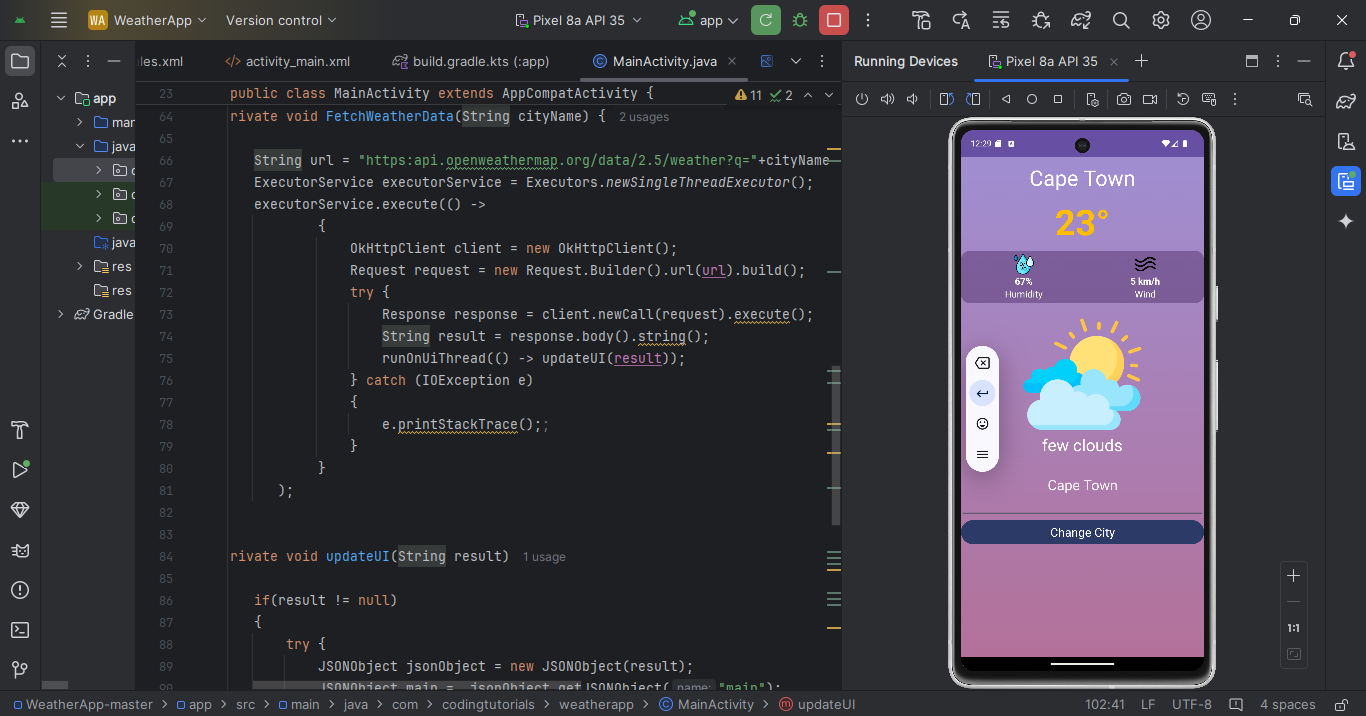 WA WeatherApp Version control Pixel 8a API 35 app
les.xml activity_main.xml build.gradle.kts (:app) MainActivity.java
Running Devices Pixel 8a API 35
app
mar
java
c
c
c
java
res
res
Gradle
11 2
23 public class MainActivity extends AppCompatActivity {
64 rivate void FetchWeatherData(String cityName) { 2 usages
65
66 String url = "https:api.openweathermap.org/data/2.5/weather?q="+cityName
67 ExecutorService executorService = Executors.newSingleThreadExecutor();
68 executorService.execute(() ->
69 {
70 OkHttpClient client = new OkHttpClient();
71 Request request = new Request.Builder().url(url).build();
72 try {
73 Response response = client.newCall(request).execute();
74 String result = response.body().string();
75 runOnUiThread(() -> updateUI(result));
76 } catch (IOException e)
77 {
78 e.printStackTrace();;
79 }
80 }
81 );
82
83
84 rivate void updateUI(String result) 1 usage
85
86 if(result != null)
87 {
88 try {
89 JSONObject jsonObject = new JSONObject(result);
90 JSONObject main = jsonObject.getJSONObject( name: "main");
12:29
Cape Town
23°
67%
Humidity
5 km/h
Wind
few clouds
Cape Town
Change City
1:1
WeatherApp-master > app > src > main > java > com > codingtutorials > weatherapp > MainActivity > updateUI 102:41 LF UTF-8 4 spaces